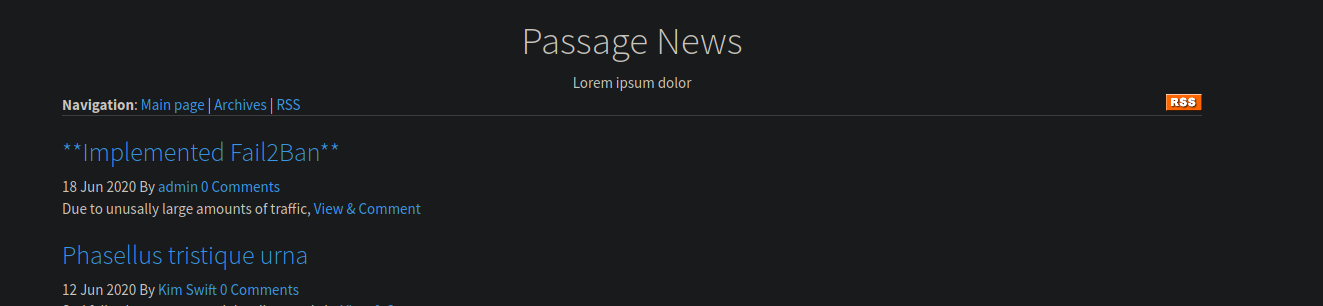 Passage News
Lorem ipsum dolor
Navigation: Main page | Archives | RSS
RSS
**Implemented Fail2Ban**
18 Jun 2020 By admin 0 Comments
Due to unusally large amounts of traffic, View & Comment
Phasellus tristique urna
12 Jun 2020 By Kim Swift 0 Comments